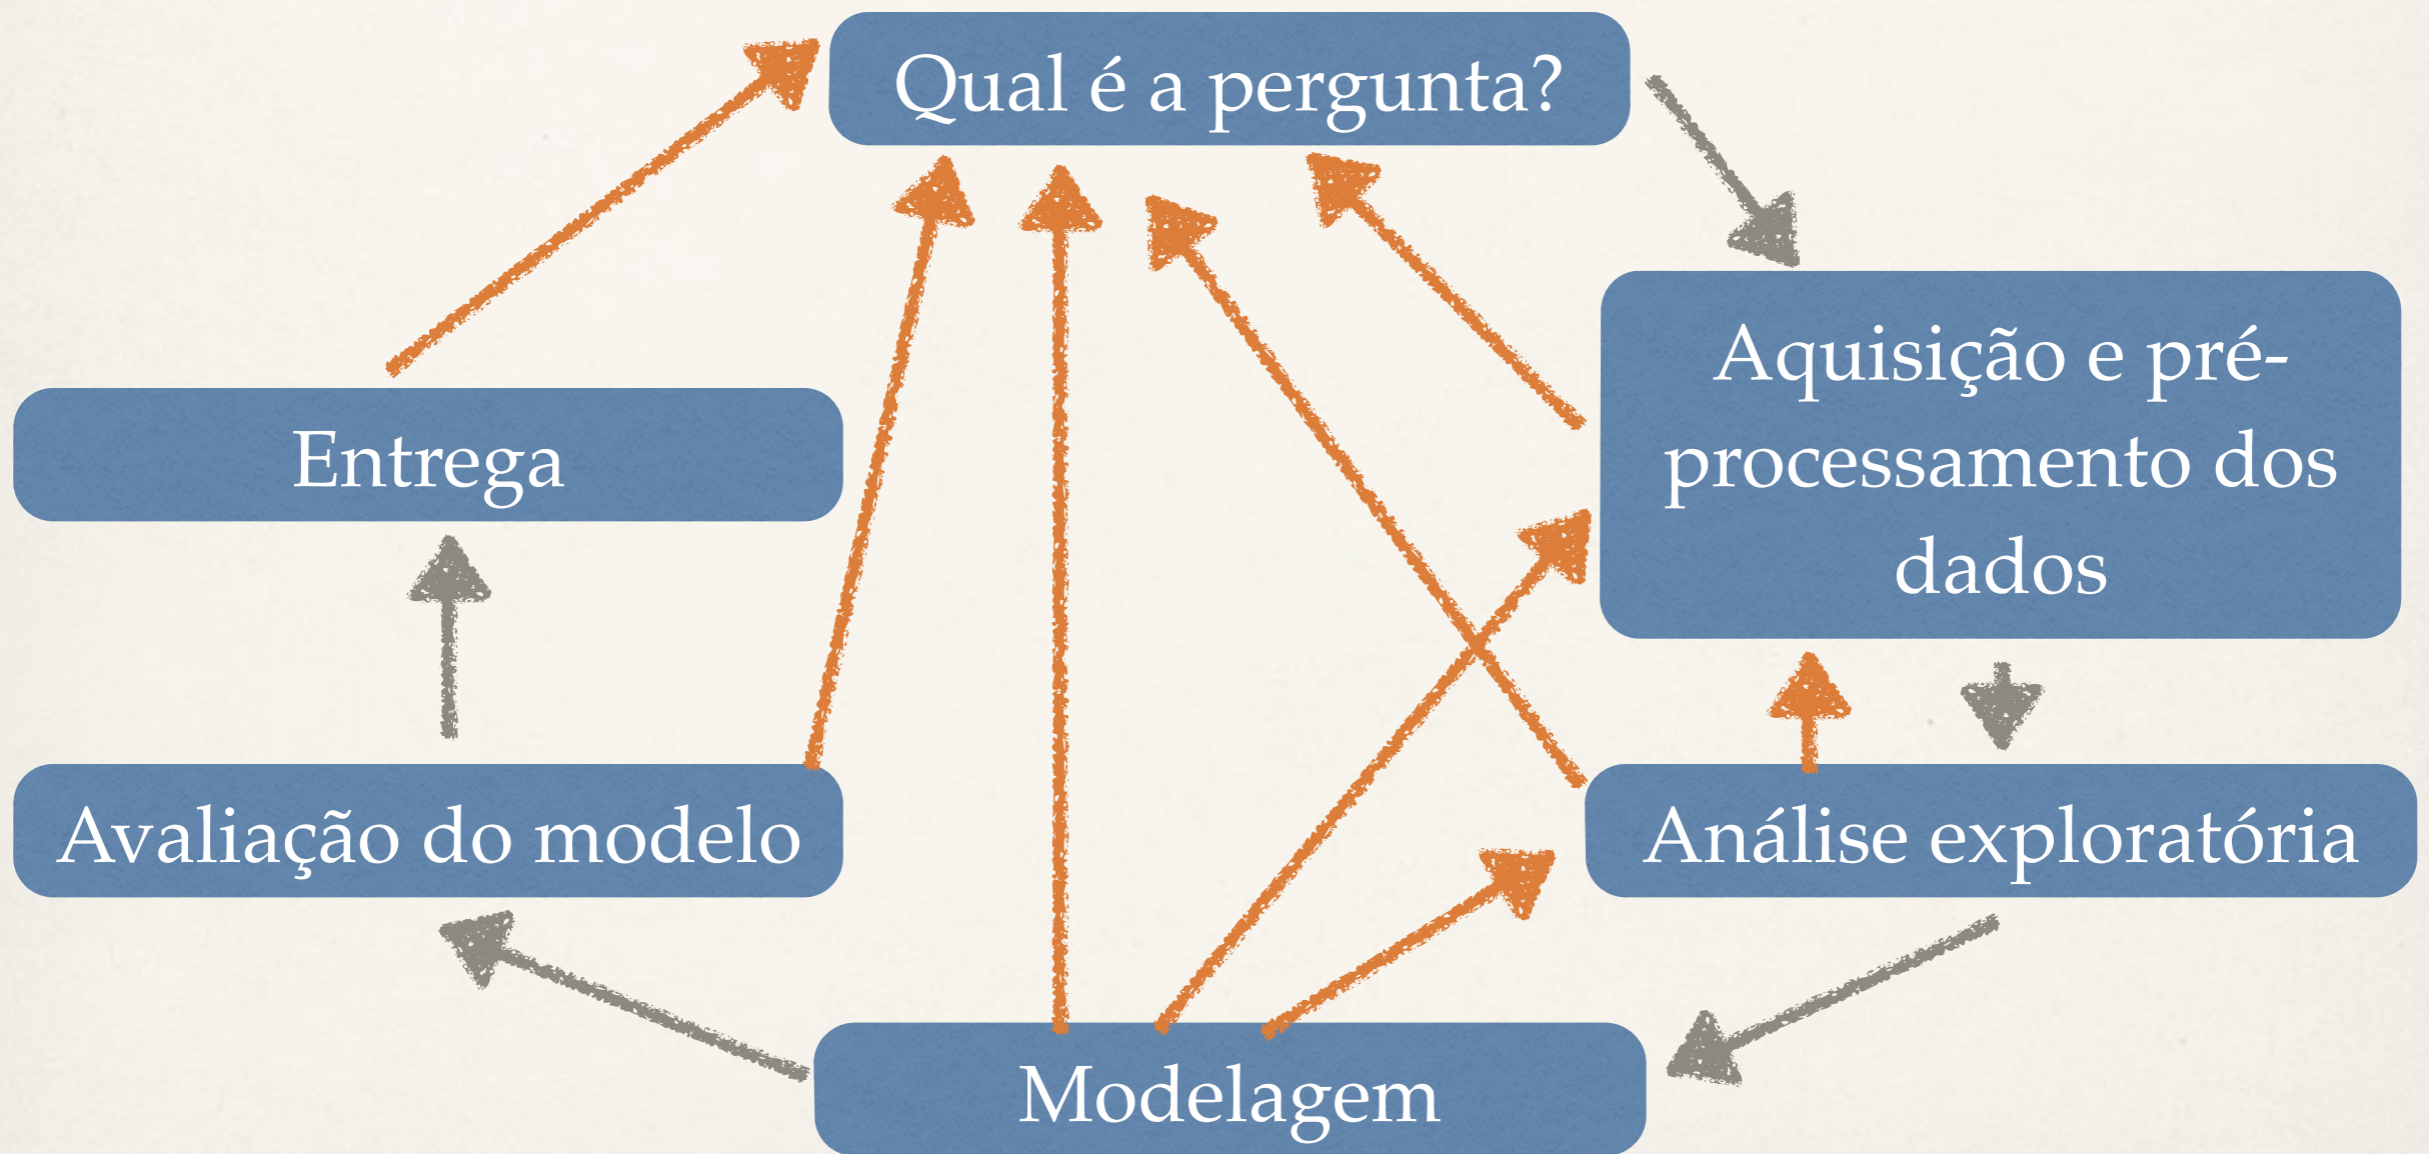 Qual é a pergunta?
Aquisição e pré-
processamento dos
dados
Entrega
Avaliação do modelo
Análise exploratória
Modelagem